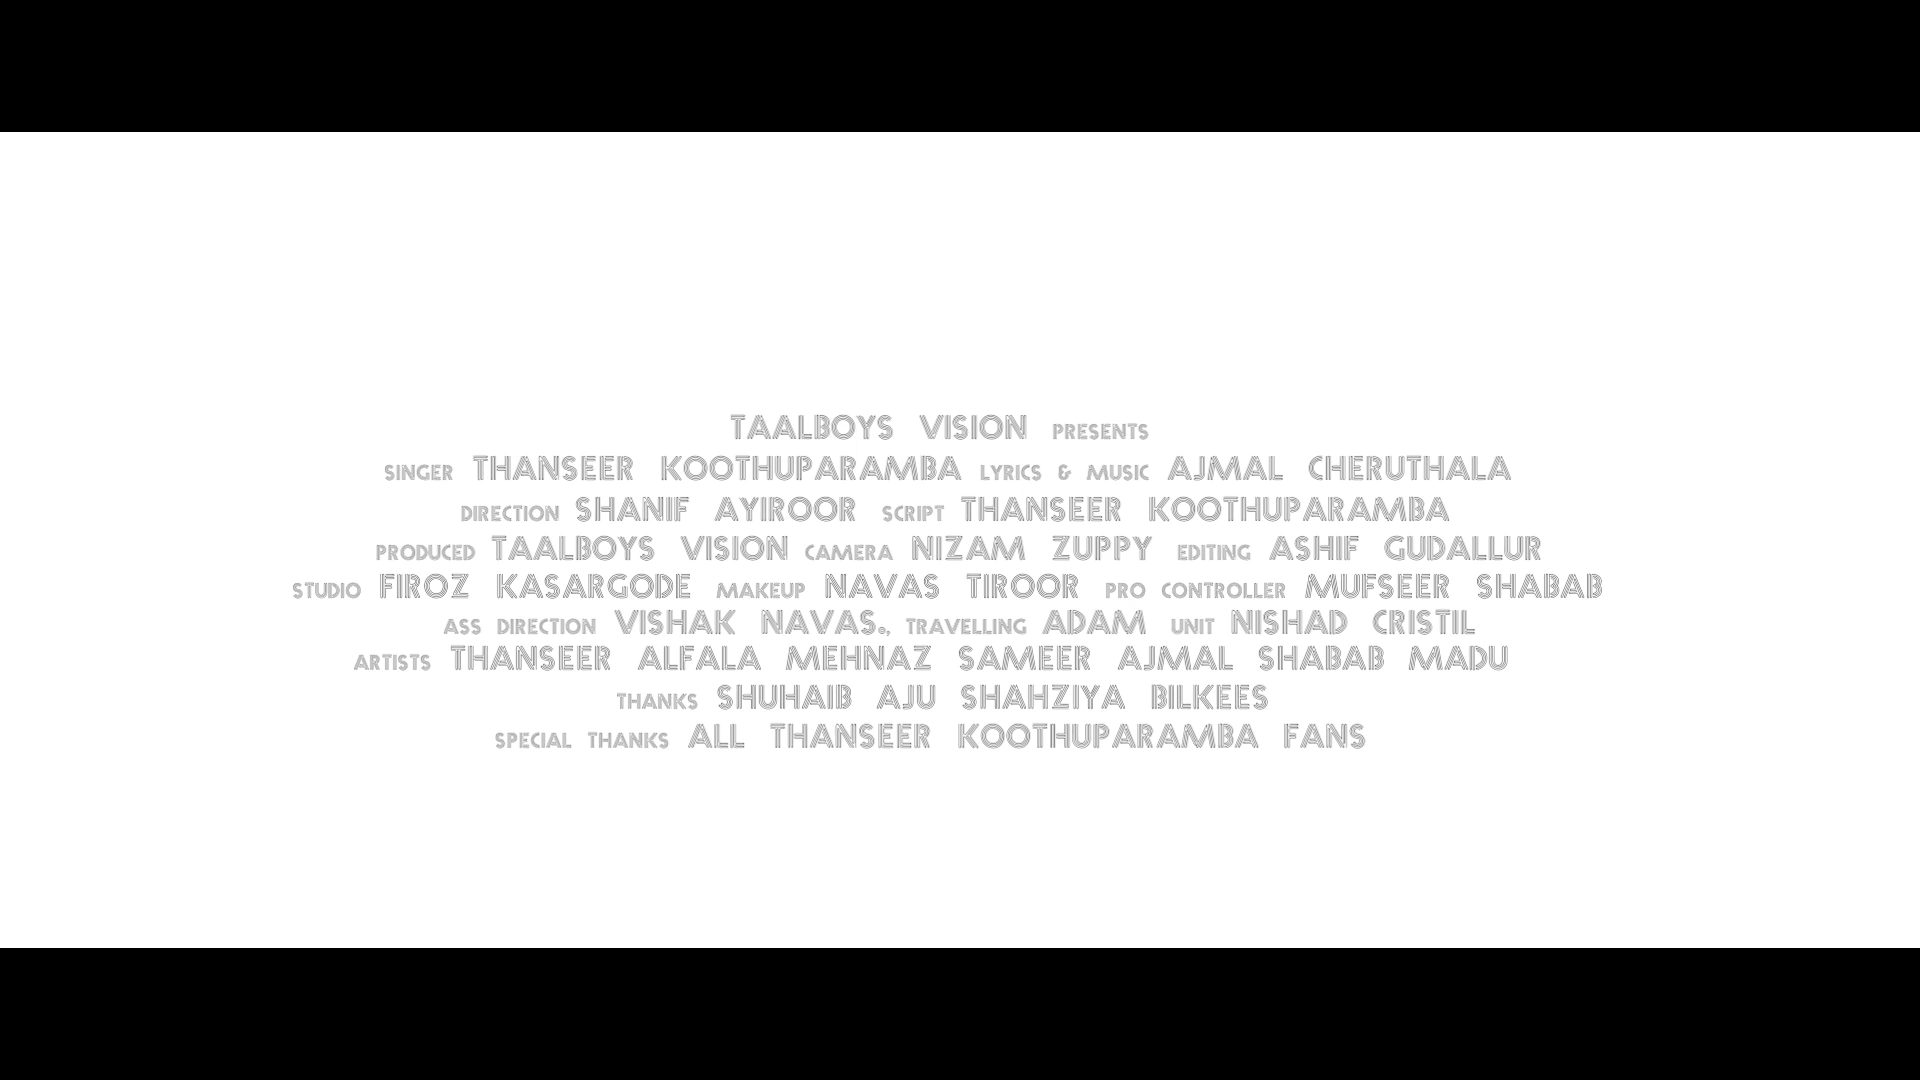 TAALBOYS VISION PRESENTS
SINGER THANSEER KOOTHUPARAMBA LYRICS & MUSIC AJMAL CHERUTHALA
DIRECTION SHANIF AYIROOR SCRIPT THANSEER KOOTHUPARAMBA
PRODUCED TAALBOYS VISION CAMERA NIZAM ZUPPY EDITING ASHIF GUDALLUR
STUDIO FIROZ KASARGODE MAKEUP NAVAS TIROOR PRO CONTROLLER MUFSEER SHABAB
ASS DIRECTION VISHAK NAVAS., TRAVELLING ADAM UNIT NISHAD CRISTIL
ARTISTS THANSEER ALFALA MEHNAZ SAMEER AJMAL SHABAB MADU
THANKS SHUHAIB AJU SHAHZIYA BILKEES
SPECIAL THANKS ALL THANSEER KOOTHUPARAMBA FANS